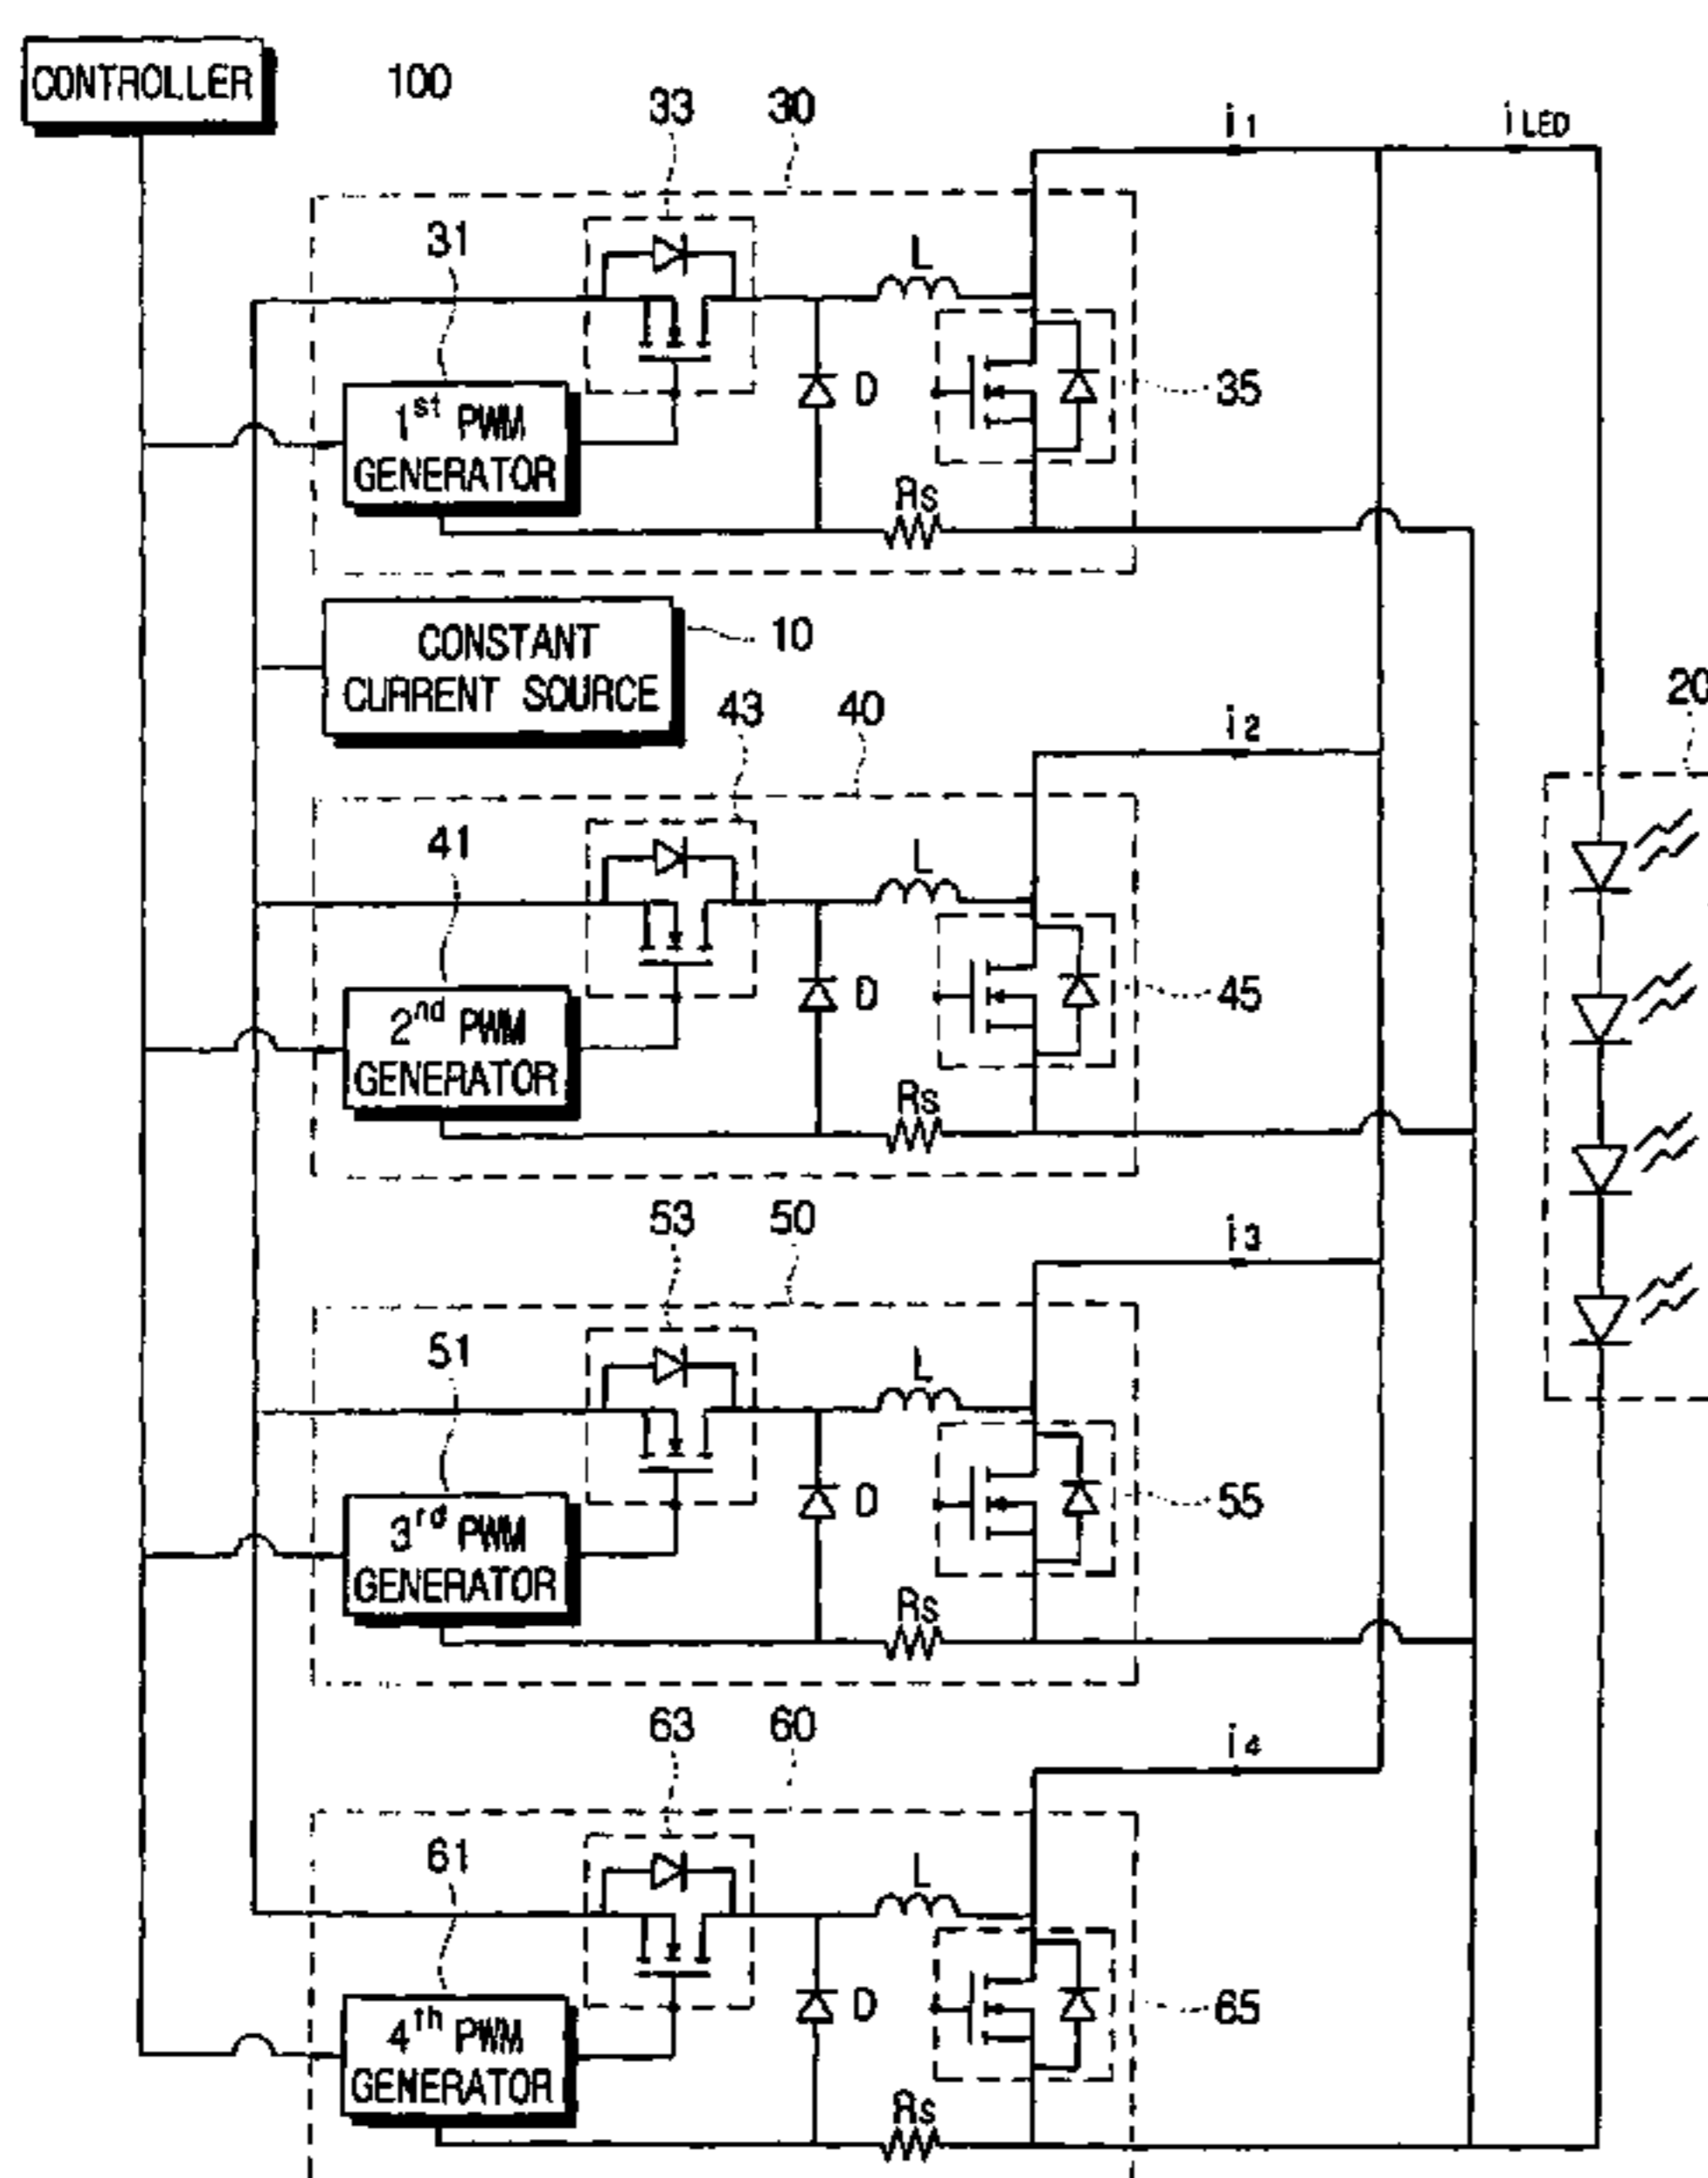 CONTROLLER
100
33
30
i1
iLED
31
L
1st PWM
GENERATOR
D
35
Rs
CONSTANT
CURRENT SOURCE
10
43
40
i2
20
41
L
2nd PWM
GENERATOR
D
45
Rs
53
50
i3
51
L
3rd PWM
GENERATOR
D
55
Rs
63
60
i4
61
L
4th PWM
GENERATOR
D
65
Rs